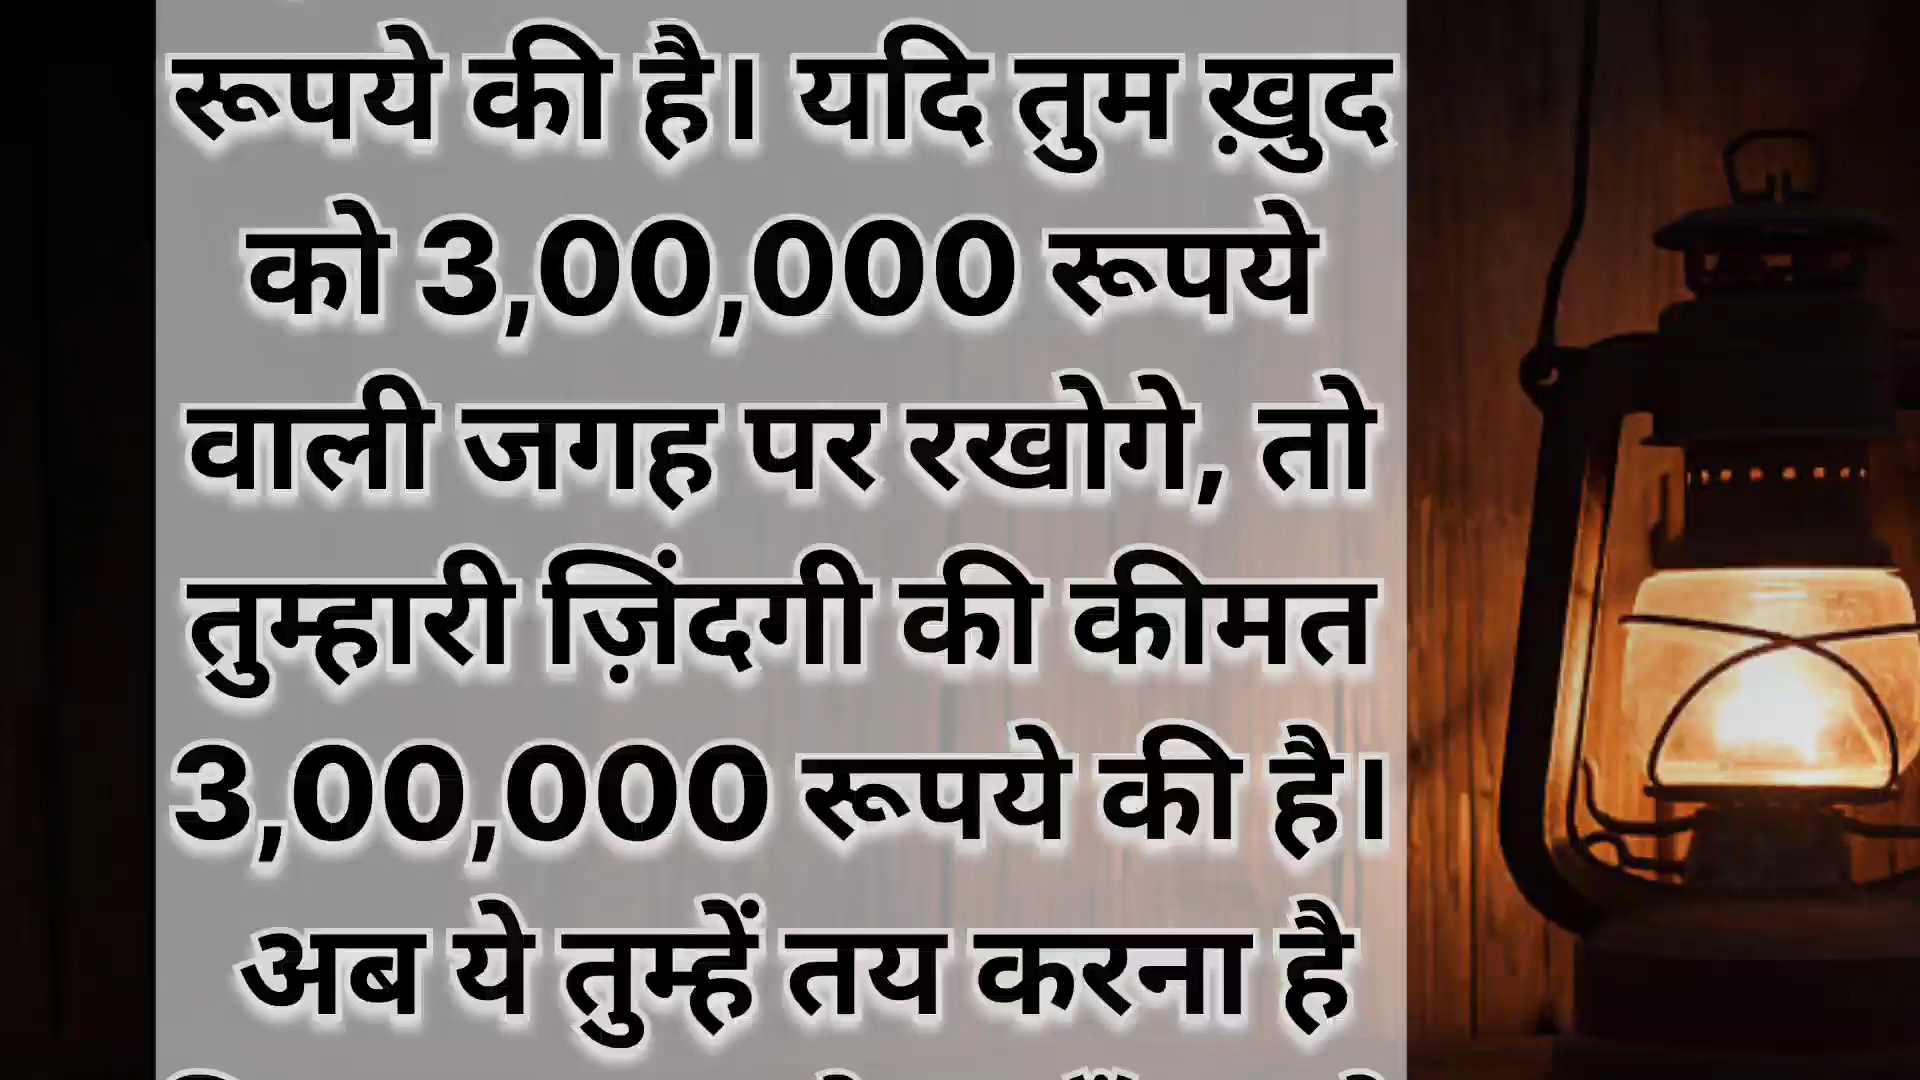 रूपये की है। यदि तुम ख़ुद
को 3,00,000 रूपये
वाली जगह पर रखोगे, तो
तुम्हारी ज़िंदगी की कीमत
3,00,000 रूपये की है।
अब ये तुम्हें तय करना है